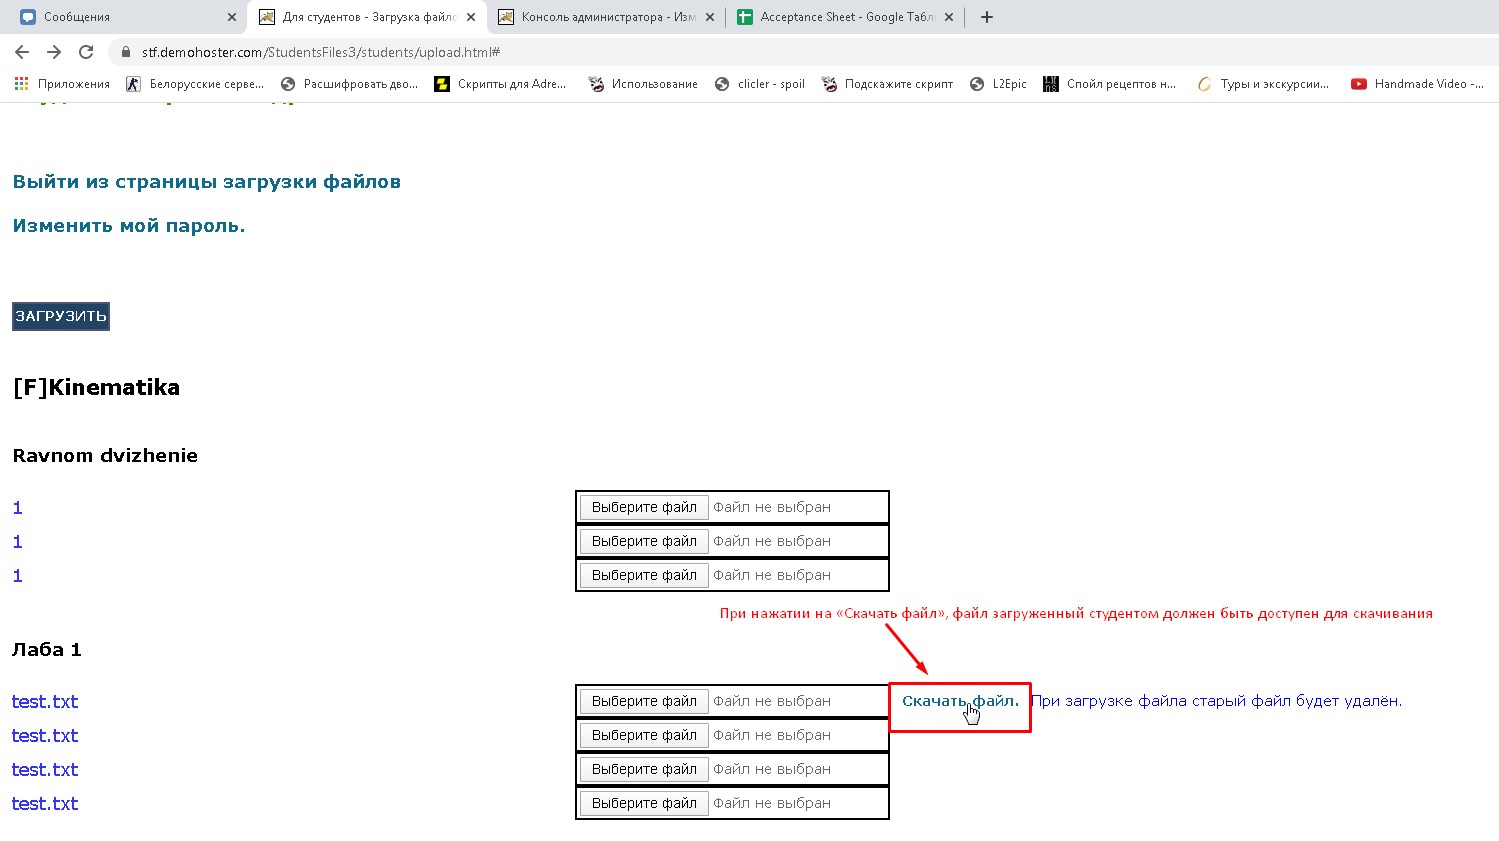 Сообщения
Для студентов - Загрузка файло
Консоль администратора - Изм
Acceptance Sheet - Google Табл
stf.demohoster.com/StudentsFiles3/students/upload.html#
Приложения
Белорусские серве...
Расшифровать дво...
Скрипты для Adre...
Использование
clicler - spoil
Подскажите скрипт
L2Epic
Спойл рецептов н...
Туры и экскурсии...
Handmade Video -...
Выйти из страницы загрузки файлов
Изменить мой пароль.
ЗАГРУЗИТЬ
[F]Kinematika
Ravnom dvizhenie
1 Выберите файл Файл не выбран
1 Выберите файл Файл не выбран
1 Выберите файл Файл не выбран
При нажатии на «Скачать файл», файл загруженный студентом должен быть доступен для скачивания
Лаба 1
test.txt Выберите файл Файл не выбран Скачать файл. При загрузке файла старый файл будет удалён.
test.txt Выберите файл Файл не выбран
test.txt Выберите файл Файл не выбран
test.txt Выберите файл Файл не выбран